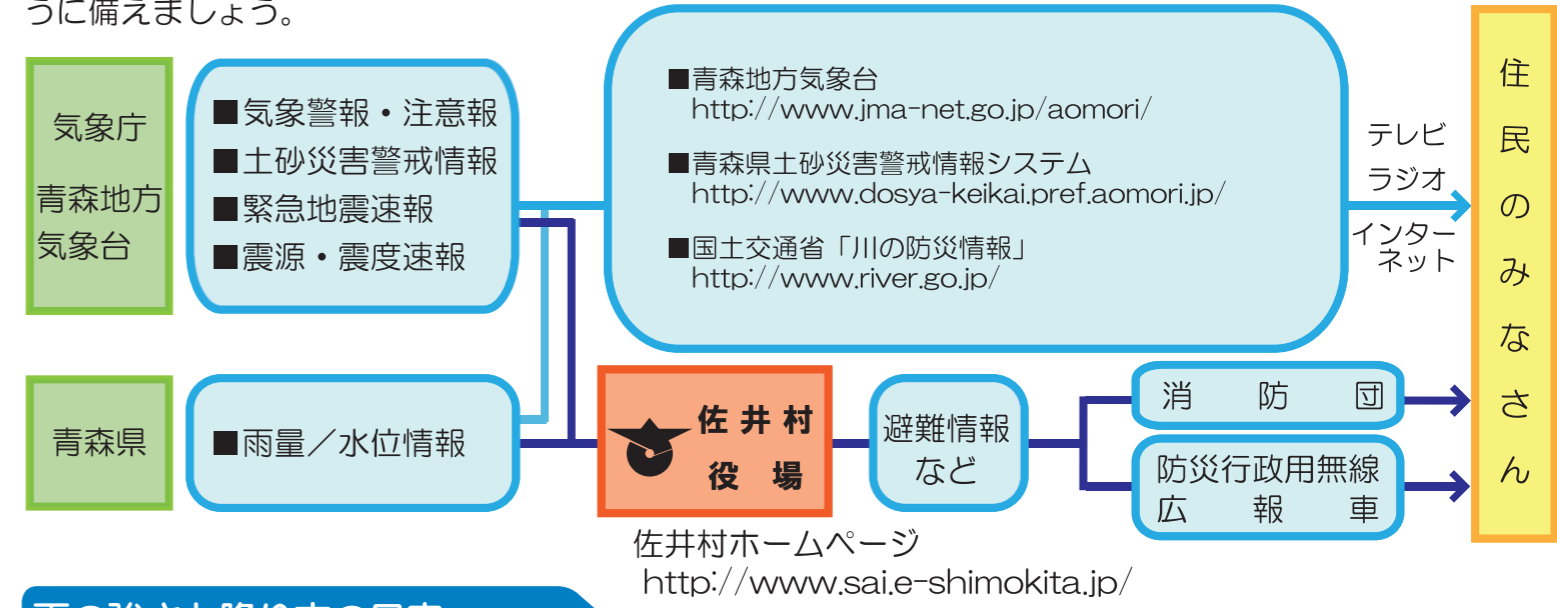 うに備えましょう。
気象庁
青森地方
気象台
■気象警報・注意報
■土砂災害警戒情報
■緊急地震速報
■震源・震度速報
■青森地方気象台
http://www.jma-net.go.jp/aomori/
■青森県土砂災害警戒情報システム
http://www.dosya-keikai.pref.aomori.jp/
■国土交通省「川の防災情報」
http://www.river.go.jp/
テレビ
ラジオ
インター
ネット
住民のみなさん
青森県
■雨量／水位情報
佐井村
役場
避難情報
など
消防団
防災行政用無線
広報車
佐井村ホームページ
http://www.sai.e-shimokita.jp/